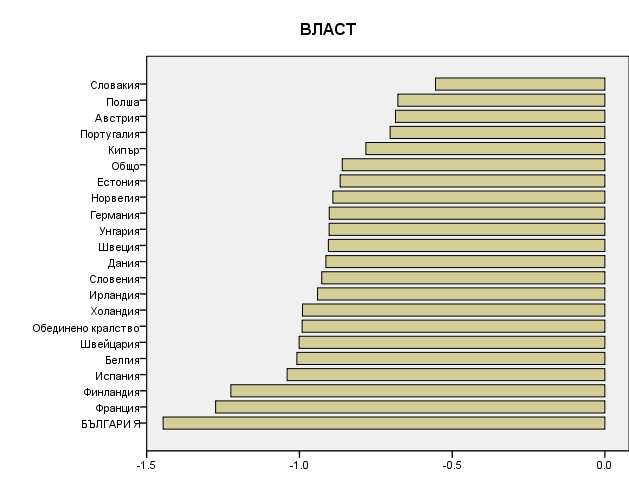 ВЛАСТ
Словакия
Полша
Австрия
Португалия
Кипър
Общо
Естония
Норвегия
Германия
Унгария
Швеция
Дания
Словения
Ирландия
Холандия
Обединено кралство
Швейцария
Белгия
Испания
Финландия
Франция
БЪЛГАРИЯ
-1.5 -1.0 -0.5 0.0